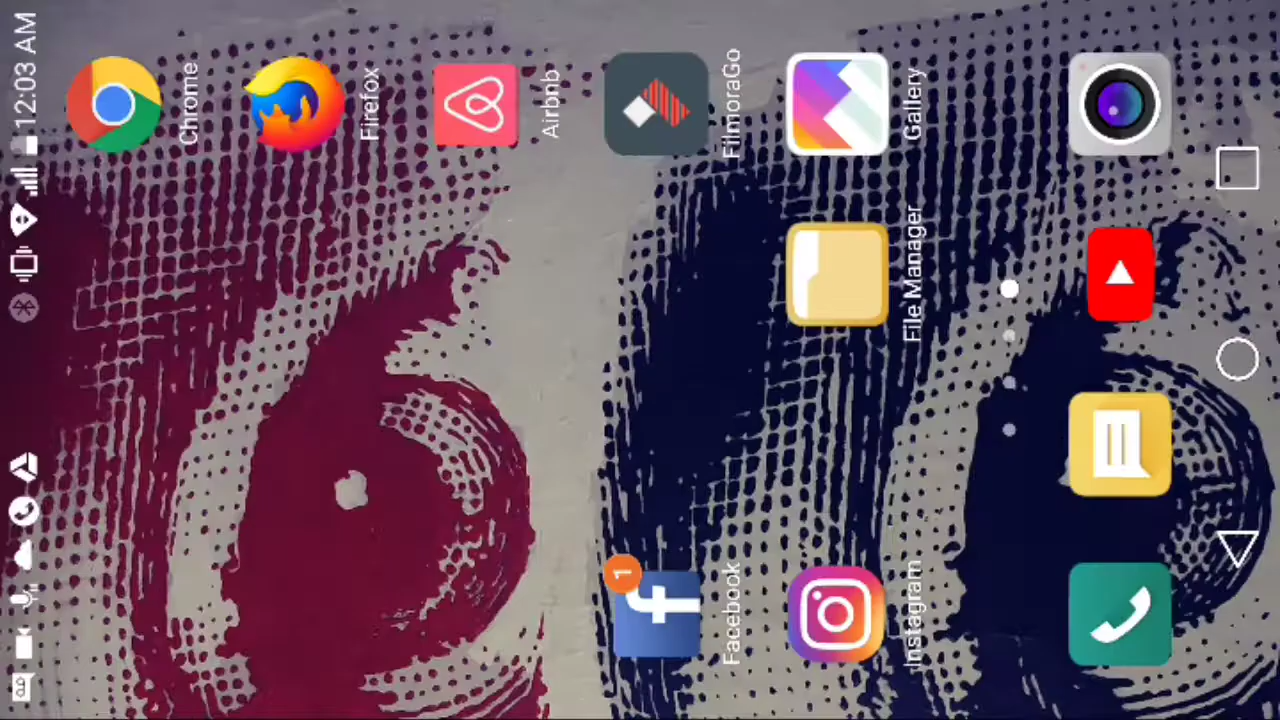 12:03 AM
Chrome
Firefox
Airbnb
1
Facebook
FilmoraGo
Instagram
File Manager
Gallery